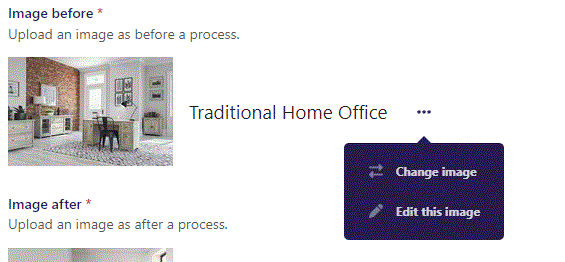 Image before *
Upload an image as before a process.
Traditional Home Office
Change image
Edit this image
Image after *
Upload an image as after a process.